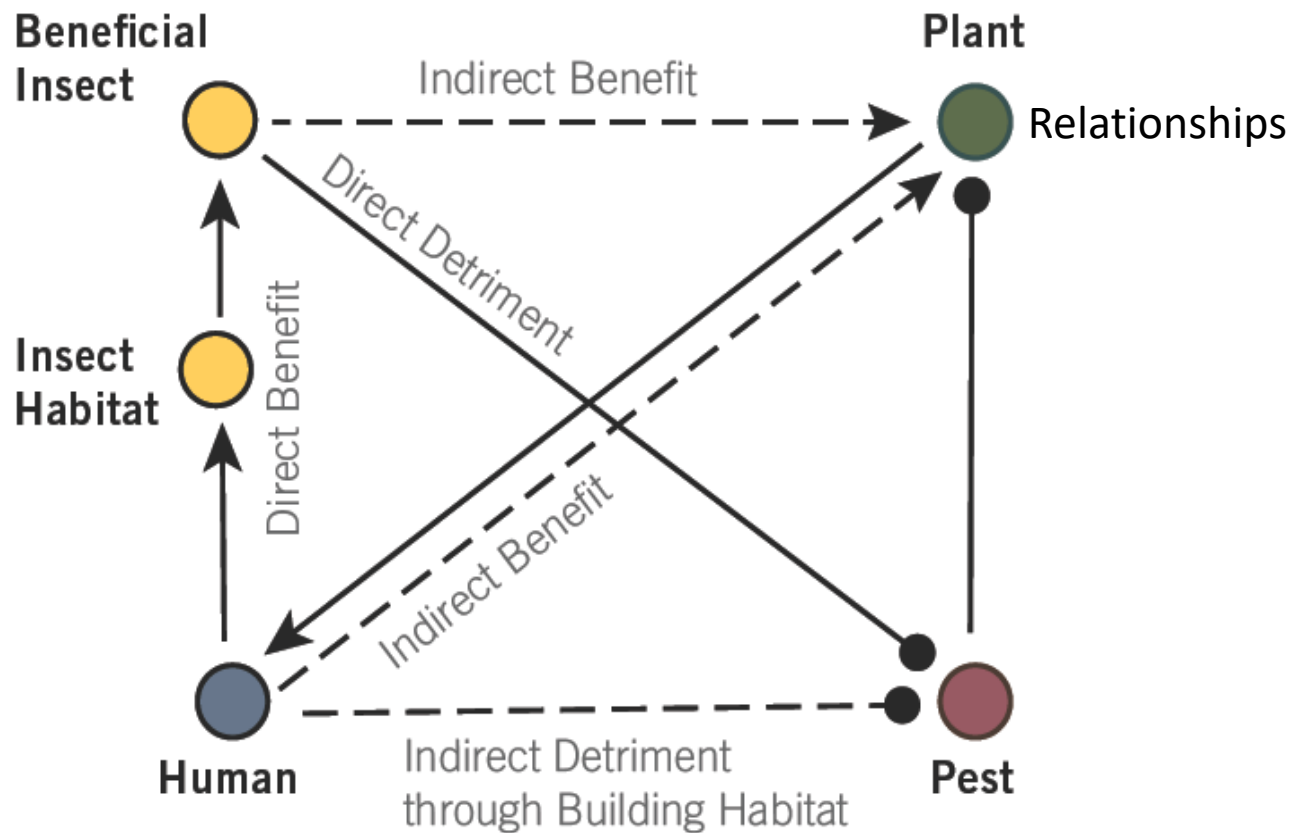 Beneficial
Insect
Plant
Indirect Benefit
Relationships
Direct Detriment
Insect
Habitat
Direct Benefit
Indirect Benefit
Human
Indirect Detriment
through Building Habitat
Pest